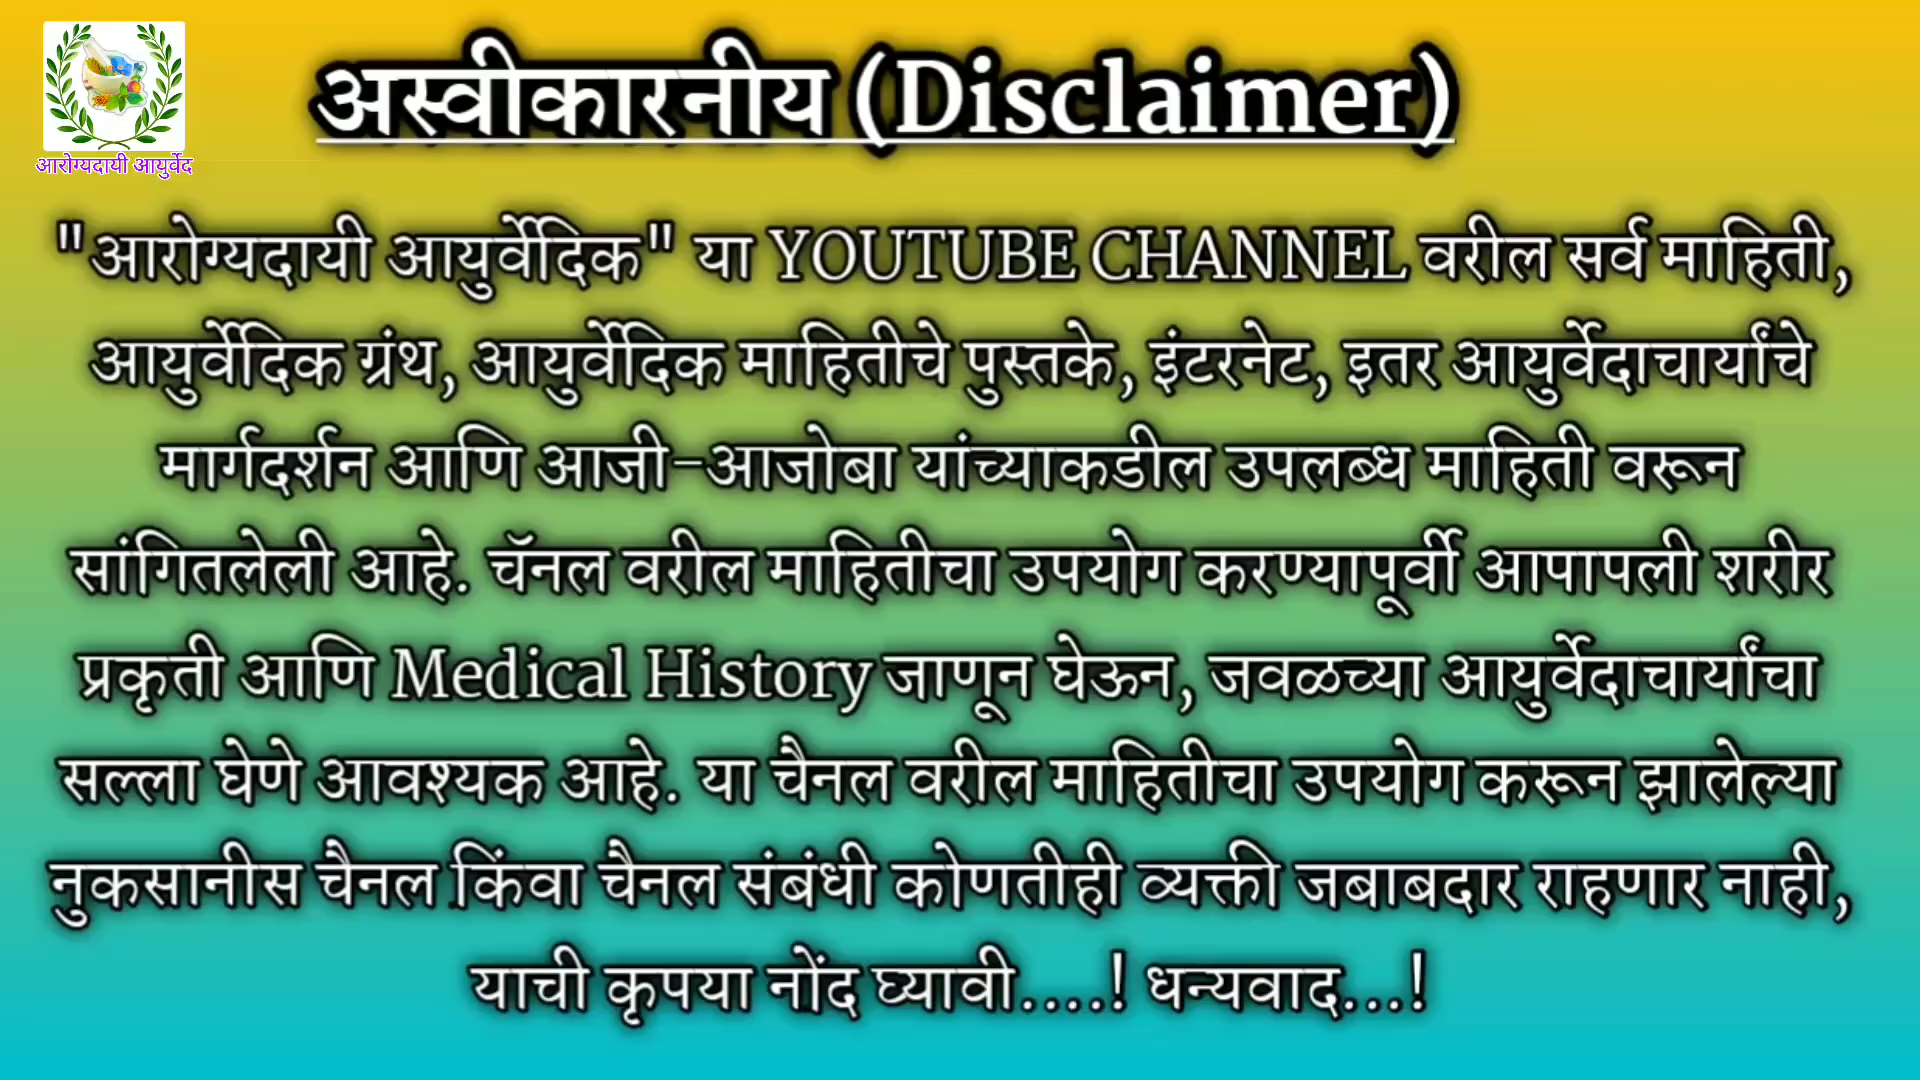 आरोग्यदायी आयुर्वेद
अस्वीकारनीय (Disclaimer)
"आरोग्यदायी आयुर्वेदिक" या YOUTUBE CHANNEL वरील सर्व माहिती,
आयुर्वेदिक ग्रंथ, आयुर्वेदिक माहितीचे पुस्तके, इंटरनेट, इतर आयुर्वेदाचार्यांचे
मार्गदर्शन आणि आजी-आजोबा यांच्याकडील उपलब्ध माहिती वरून
सांगितलेली आहे. चॅनल वरील माहितीचा उपयोग करण्यापूर्वी आपापली शरीर
प्रकृती आणि Medical History जाणून घेऊन, जवळच्या आयुर्वेदाचार्यांचा
सल्ला घेणे आवश्यक आहे. या चैनल वरील माहितीचा उपयोग करून झालेल्या
नुकसानीस चैनल किंवा चैनल संबंधी कोणतीही व्यक्ती जबाबदार राहणार नाही,
याची कृपया नोंद घ्यावी....! धन्यवाद...!